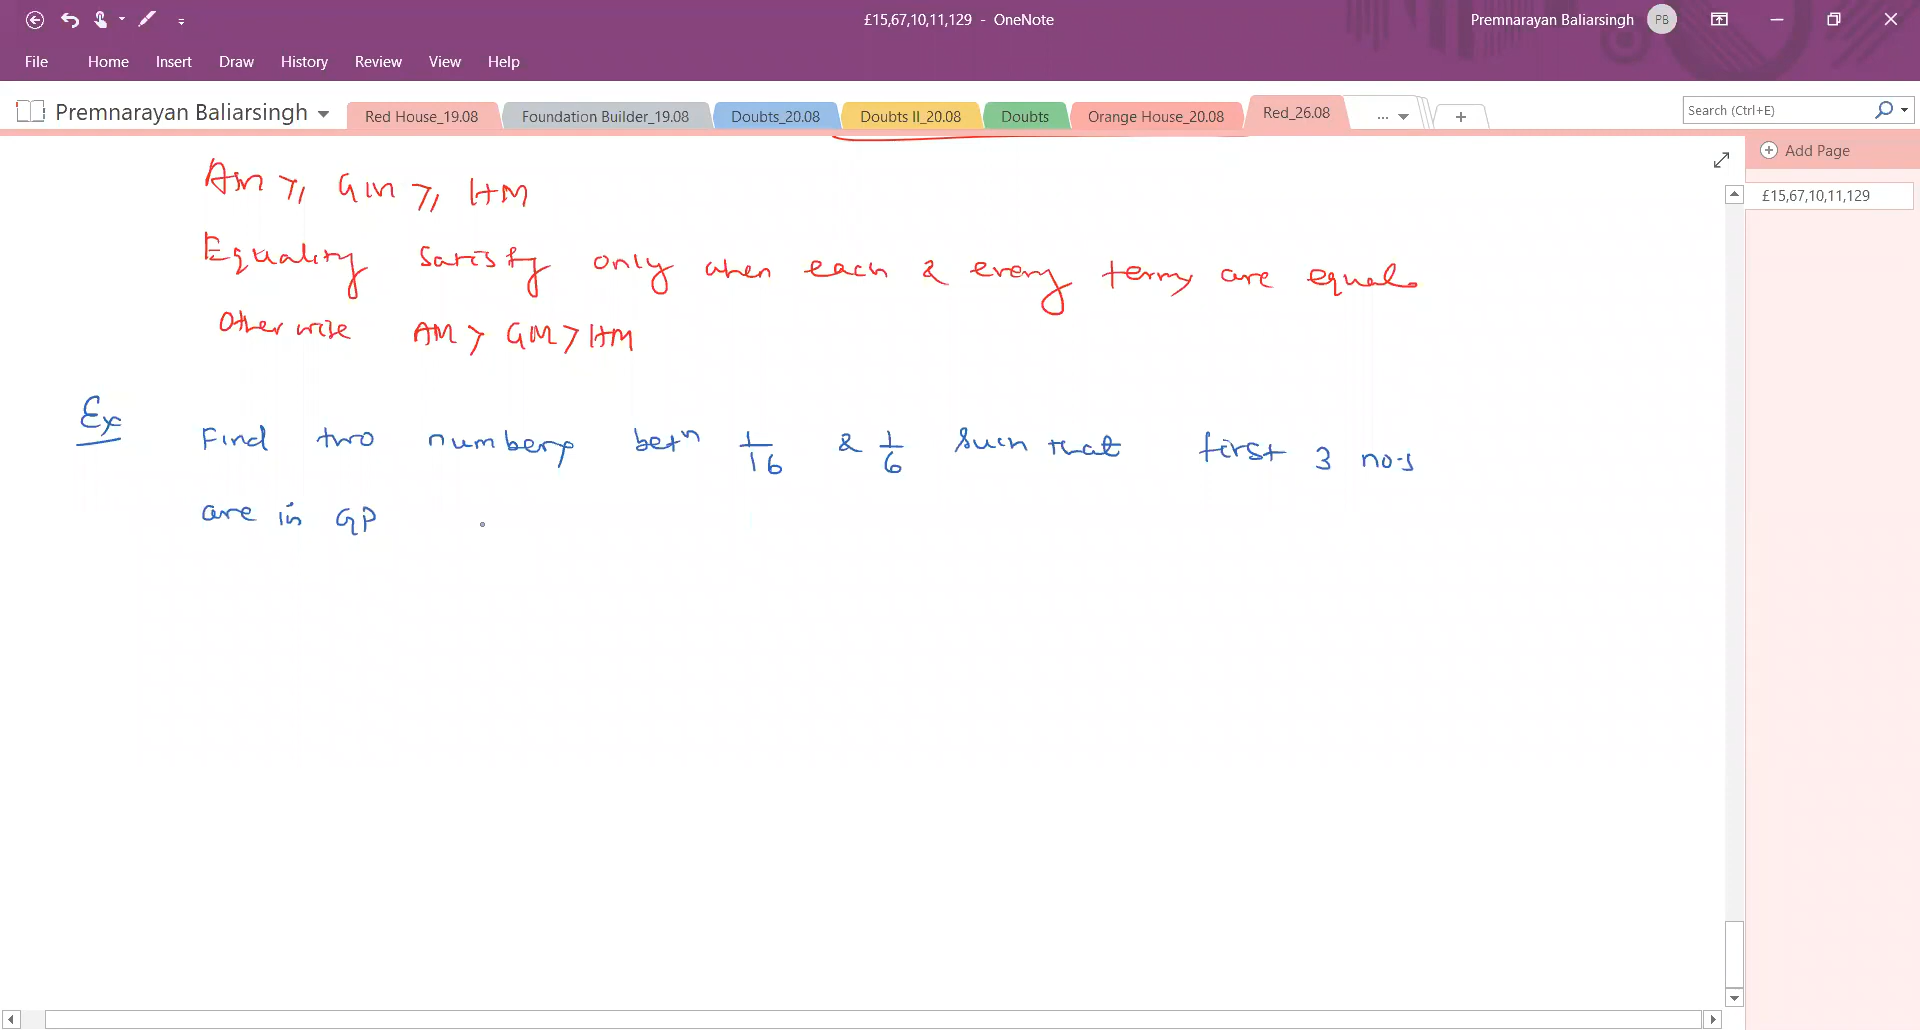 £15,67,10,11,129 - OneNote
Premnarayan Baliarsingh PB
File Home Insert Draw History Review View Help
Premnarayan Baliarsingh
Red House_19.08 Foundation Builder_19.08 Doubts_20.08 Doubts II_20.08 Doubts Orange House_20.08 Red_26.08 ... +
Search (Ctrl+E)
Add Page
£15,67,10,11,129
AM ≥ GM ≥ HM
Equality satisfy only when each & every terms are equal.
Otherwise AM > GM > HM
Ex Find two numbers betⁿ 1/16 & 1/6 such that first 3 no.s
are in GP